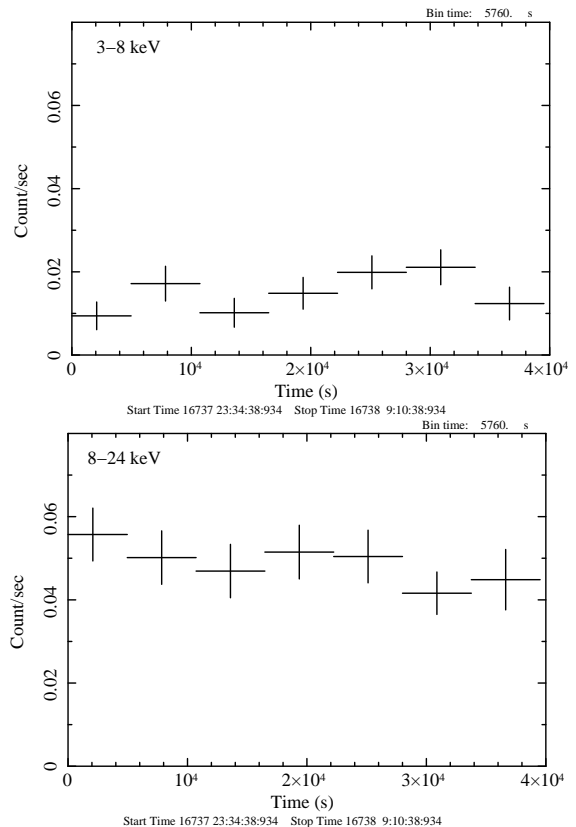 Bin time: 5760. s
3−8 keV
Count/sec
0 0.02 0.04 0.06
0 10⁴ 2×10⁴ 3×10⁴ 4×10⁴
Time (s)
Start Time 16737 23:34:38:934 Stop Time 16738 9:10:38:934
Bin time: 5760. s
8−24 keV
Count/sec
0 0.02 0.04 0.06
0 10⁴ 2×10⁴ 3×10⁴ 4×10⁴
Time (s)
Start Time 16737 23:34:38:934 Stop Time 16738 9:10:38:934